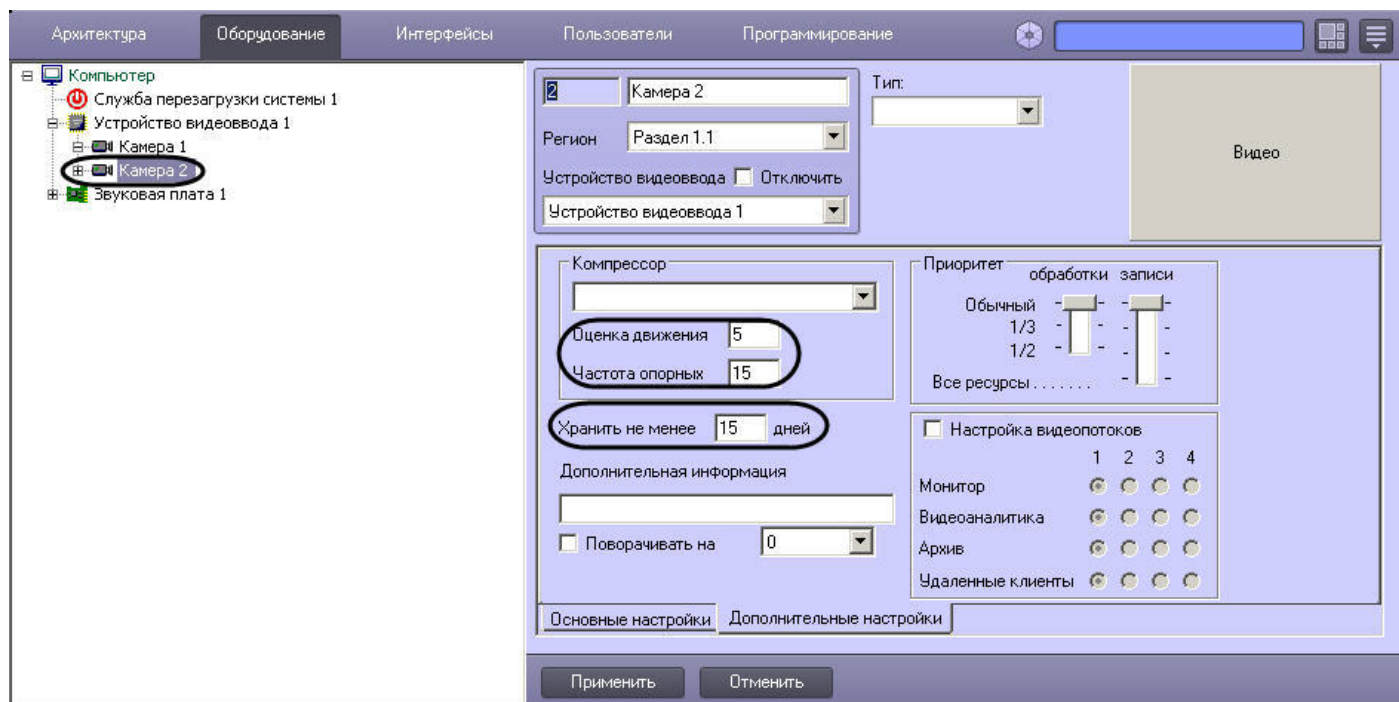 Архитектура Оборудование Интерфейсы Пользователи Программирование
Компьютер
Служба перезагрузки системы 1
Устройство видеоввода 1
Камера 1
Камера 2
Звуковая плата 1
2 Камера 2
Тип:
Регион Раздел 1.1
Устройство видеоввода Отключить
Устройство видеоввода 1
Видео
Компрессор
Оценка движения 5
Частота опорных 15
Хранить не менее 15 дней
Дополнительная информация
Поворачивать на 0
Приоритет
обработки записи
Обычный
1/3
1/2
Все ресурсы . . . . . . .
Настройка видеопотоков
1 2 3 4
Монитор
Видеоаналитика
Архив
Удаленные клиенты
Основные настройки Дополнительные настройки
Применить Отменить